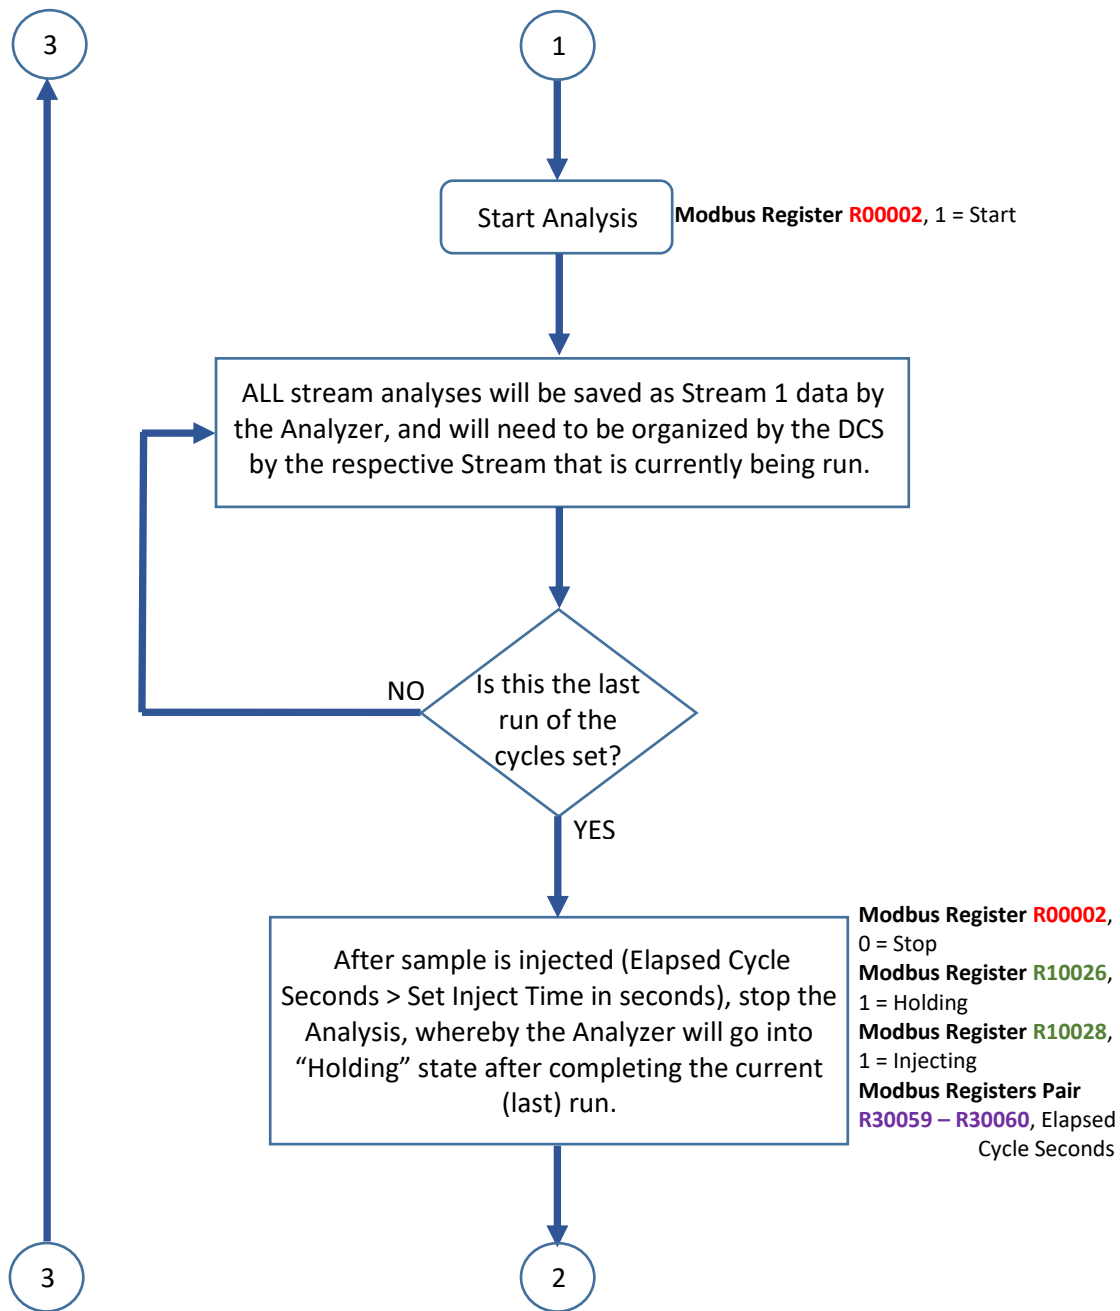 3
1
Start Analysis
Modbus Register R00002, 1 = Start
ALL stream analyses will be saved as Stream 1 data by
the Analyzer, and will need to be organized by the DCS
by the respective Stream that is currently being run.
NO
Is this the last
run of the
cycles set?
YES
After sample is injected (Elapsed Cycle
Seconds > Set Inject Time in seconds), stop the
Analysis, whereby the Analyzer will go into
“Holding” state after completing the current
(last) run.
Modbus Register R00002,
0 = Stop
Modbus Register R10026,
1 = Holding
Modbus Register R10028,
1 = Injecting
Modbus Registers Pair
R30059 – R30060, Elapsed
Cycle Seconds
3
2